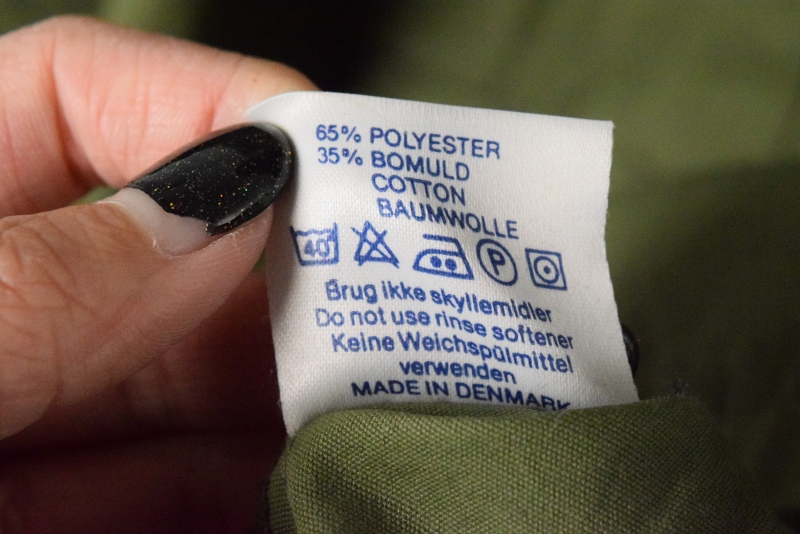 65% POLYESTER
35% BOMULD
COTTON
BAUMWOLLE
40 P
Brug ikke skyllemidler
Do not use rinse softener
Keine Weichspülmittel
verwenden
MADE IN DENMARK